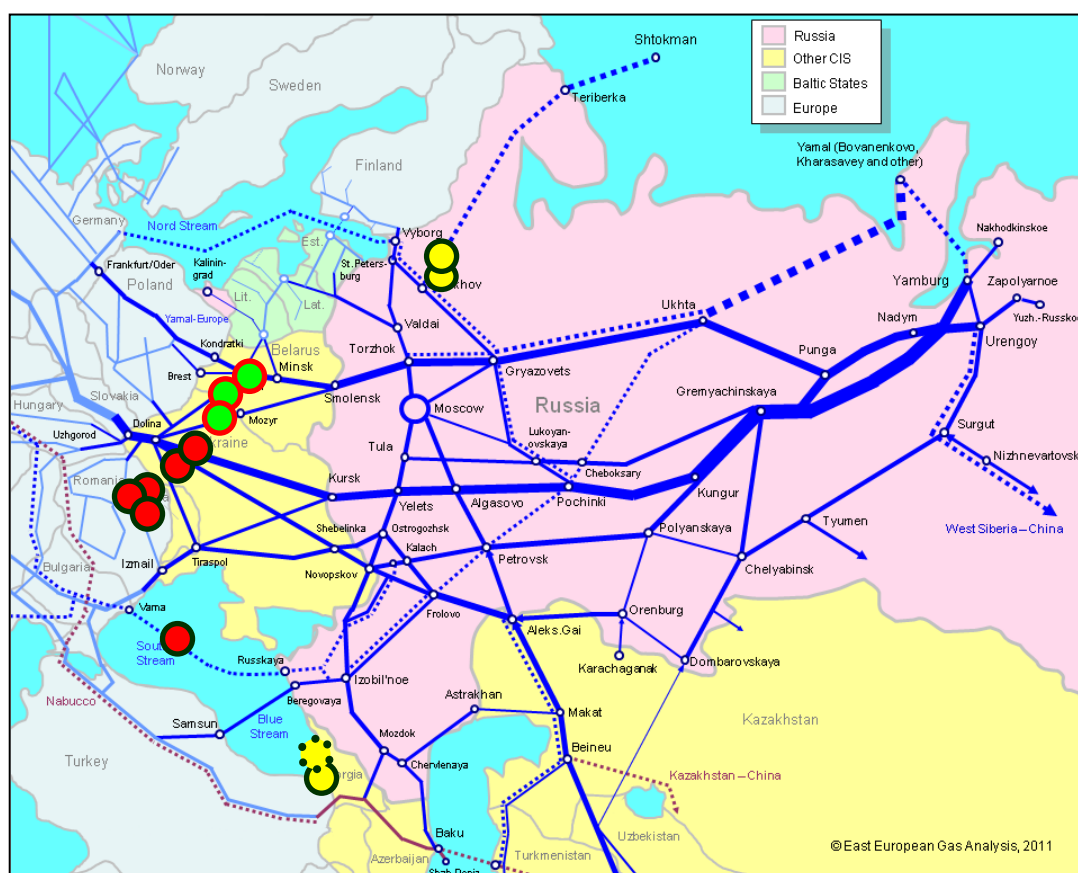 Russia
Other CIS
Baltic States
Europe
Norway
Sweden
Finland
Shtokman
Teriberka
Yamal (Bovanenkovo,
Kharasavey and other)
Nakhodkinskoe
Germany
Nord Stream
Vyborg
Est.
Frankfurt/Oder
Kalinin-
grad
St.Peters-
burg
Yamburg
Zapolyarnoe
Poland
Lit.
Lat.
Ukhta
Nadym
Yuzh.-Russkoe
Yamal-Europe
Valdai
Urengoy
Kondratki
Belarus
Torzhok
Punga
Brest
Minsk
Gryazovets
Smolensk
Gremyachinskaya
Slovakia
Moscow
Russia
Hungary
Dolina
Mozyr
Surgut
Uzhgorod
Tula
Lukoyan-
ovskaya
Cheboksary
Nizhnevartovsk
Romania
Kursk
Kungur
Yelets
Algasovo
Pochinki
Shebelinka
Ostrogozhsk
Polyanskaya
Tyumen
West Siberia–China
Kalach
Bulgaria
Izmail
Tiraspol
Novopskov
Petrovsk
Chelyabinsk
Varna
Frolovo
Aleks.Gai
Orenburg
Stream
Russkaya
Karachaganak
Dombarovskaya
Izobil'noe
Nabucco
Beregovaya
Astrakhan
Samsun
Blue
Stream
Makat
Kazakhstan
Mozdok
Beineu
Turkey
Chervlenaya
Kazakhstan–China
Baku
Uzbekistan
Azerbaijan
Turkmenistan
©East European Gas Analysis, 2011